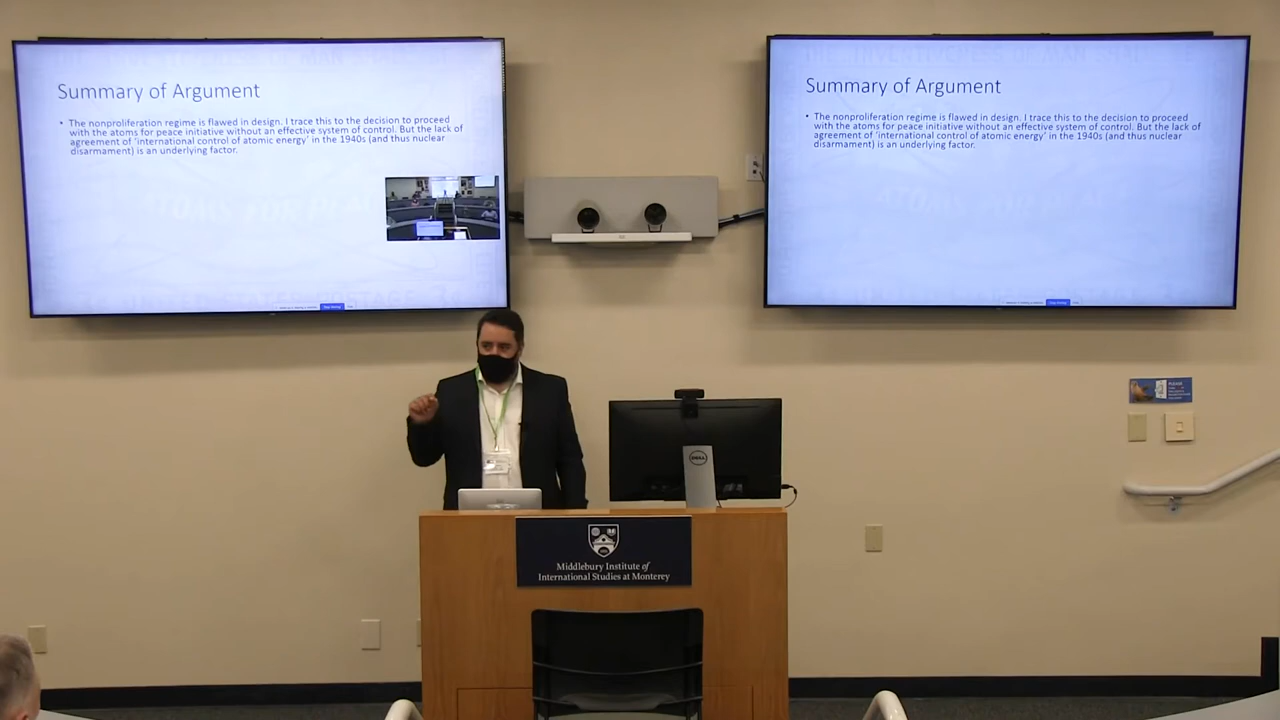 Summary of Argument
• The nonproliferation regime is flawed in design. I trace this to the decision to proceed
with the atoms for peace initiative without an effective system of control. But the lack of
agreement of 'international control of atomic energy' in the 1940s (and thus nuclear
disarmament) is an underlying factor.
Summary of Argument
• The nonproliferation regime is flawed in design. I trace this to the decision to proceed
with the atoms for peace initiative without an effective system of control. But the lack of
agreement of 'international control of atomic energy' in the 1940s (and thus nuclear
disarmament) is an underlying factor.
PLEASE
DELL
Middlebury Institute of
International Studies at Monterey